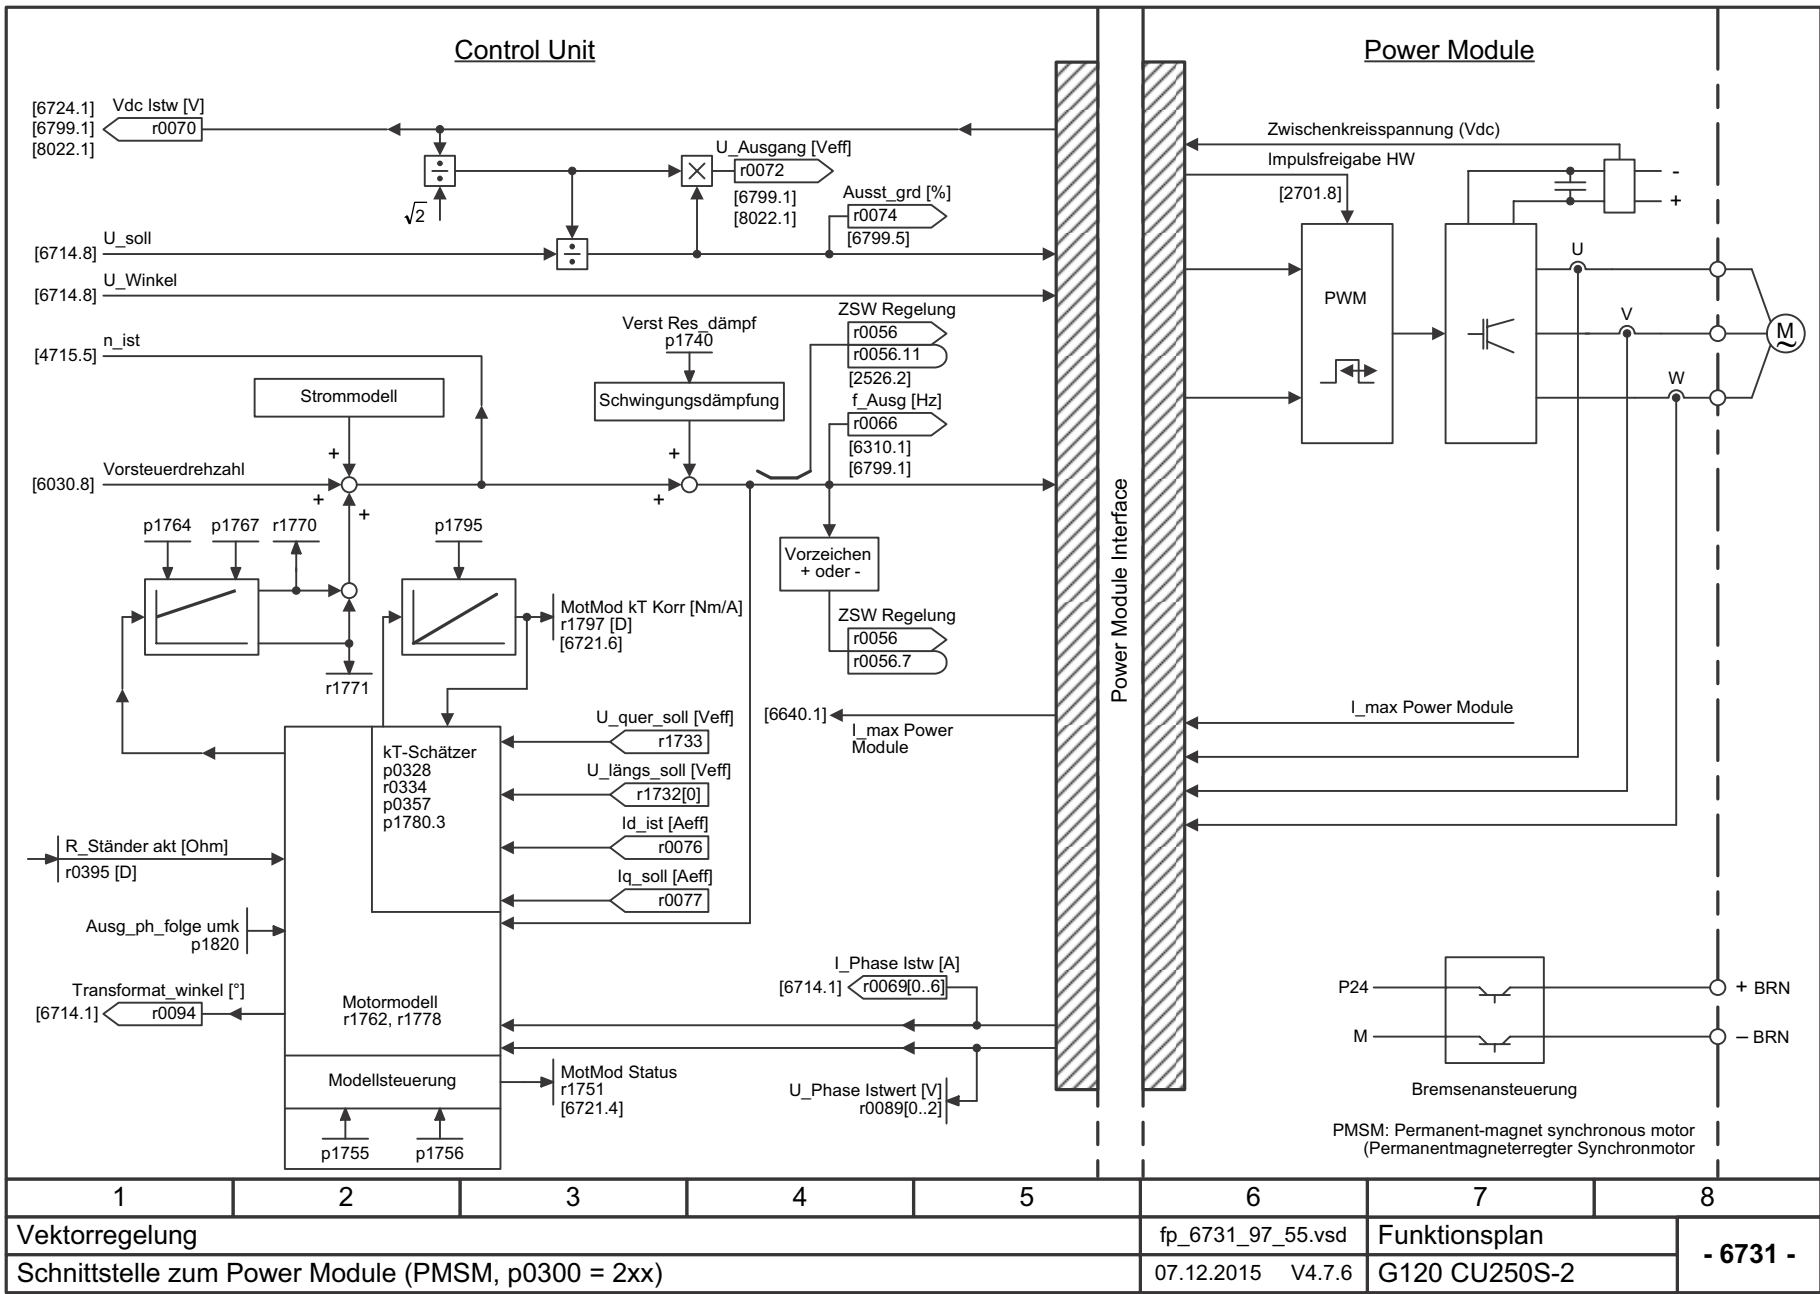 Control Unit
Power Module
[6724.1]
[6799.1]
[8022.1]
Vdc Istw [V]
r0070
÷
√2
×
U_Ausgang [Veff]
r0072
[6799.1]
[8022.1]
Ausst_grd [%]
r0074
[6799.5]
U_soll
[6714.8]
÷
U_Winkel
[6714.8]
n_ist
[4715.5]
Strommodell
+
Verst Res_dämpf
p1740
Schwingungsdämpfung
+
ZSW Regelung
r0056
r0056.11
[2526.2]
f_Ausg [Hz]
r0066
[6310.1]
[6799.1]
Vorsteuerdrehzahl
[6030.8]
+
+
+
p1764
p1767
r1770
r1771
p1795
MotMod kT Korr [Nm/A]
r1797 [D]
[6721.6]
Vorzeichen
+ oder -
ZSW Regelung
r0056
r0056.7
[6640.1]
I_max Power
Module
kT-Schätzer
p0328
r0334
p0357
p1780.3
U_quer_soll [Veff]
r1733
U_längs_soll [Veff]
r1732[0]
Id_ist [Aeff]
r0076
Iq_soll [Aeff]
r0077
R_Ständer akt [Ohm]
r0395 [D]
Ausg_ph_folge umk
p1820
Transformat_winkel [°]
[6714.1]
r0094
Motormodell
r1762, r1778
Modellsteuerung
p1755
p1756
MotMod Status
r1751
[6721.4]
I_Phase Istw [A]
[6714.1]
r0069[0..6]
U_Phase Istwert [V]
r0089[0..2]
Power Module Interface
Zwischenkreisspannung (Vdc)
Impulsfreigabe HW
[2701.8]
-
+
PWM
U
V
W
M
~
I_max Power Module
P24
M
+ BRN
– BRN
Bremsenansteuerung
PMSM: Permanent-magnet synchronous motor
(Permanentmagneterregter Synchronmotor
1 2 3 4 5 6 7 8
Vektorregelung
fp_6731_97_55.vsd
Funktionsplan
- 6731 -
Schnittstelle zum Power Module (PMSM, p0300 = 2xx)
07.12.2015 V4.7.6
G120 CU250S-2